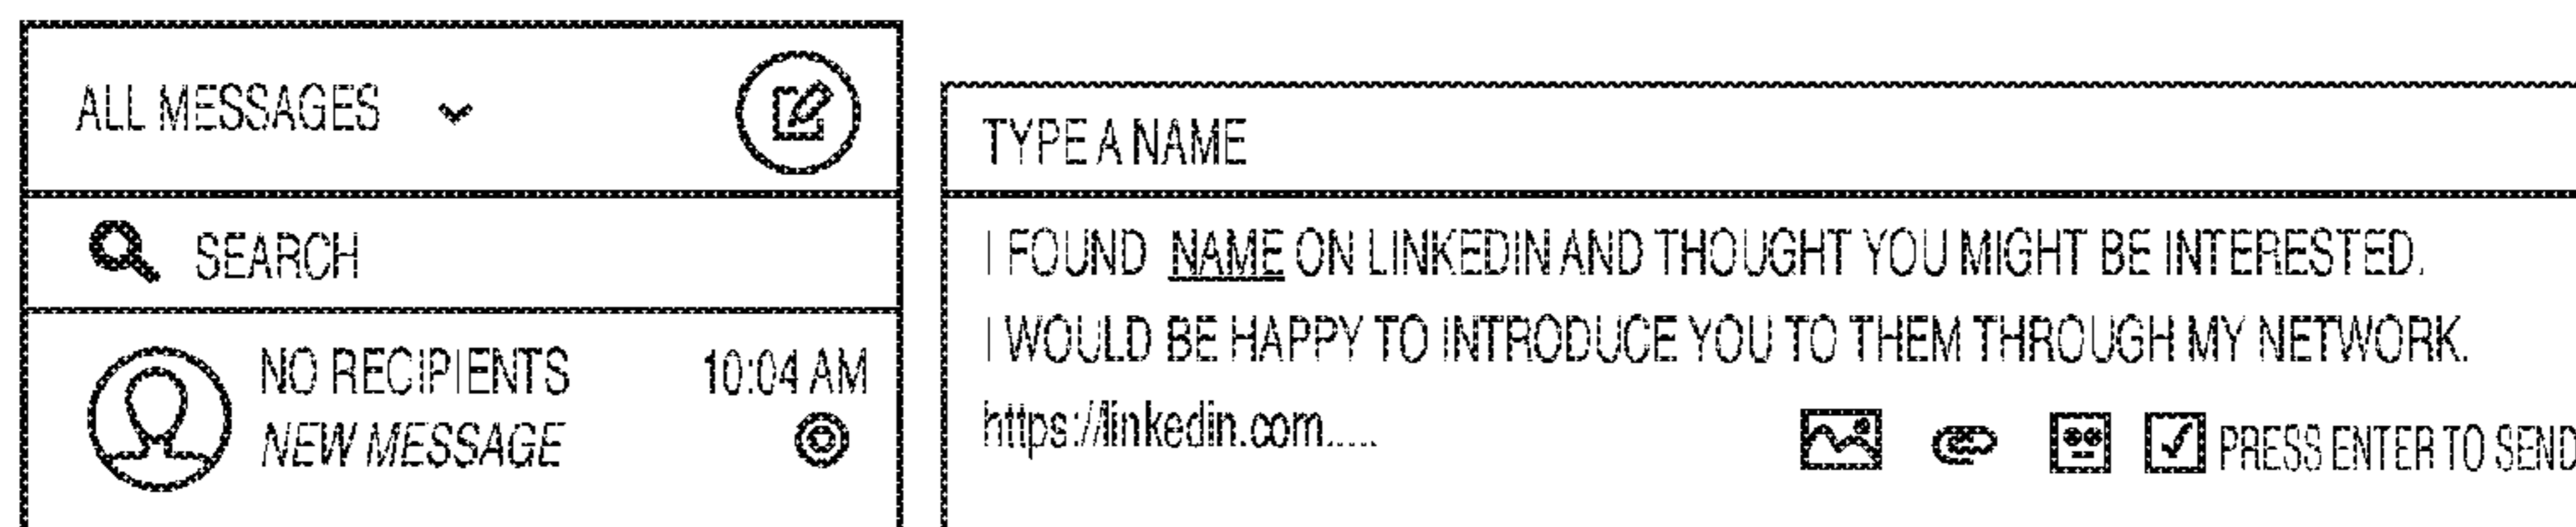 ALL MESSAGES
SEARCH
NO RECIPIENTS 10:04 AM
NEW MESSAGE
TYPE A NAME
I FOUND NAME ON LINKEDIN AND THOUGHT YOU MIGHT BE INTERESTED.
I WOULD BE HAPPY TO INTRODUCE YOU TO THEM THROUGH MY NETWORK.
https://linkedin.com.....
PRESS ENTER TO SEND